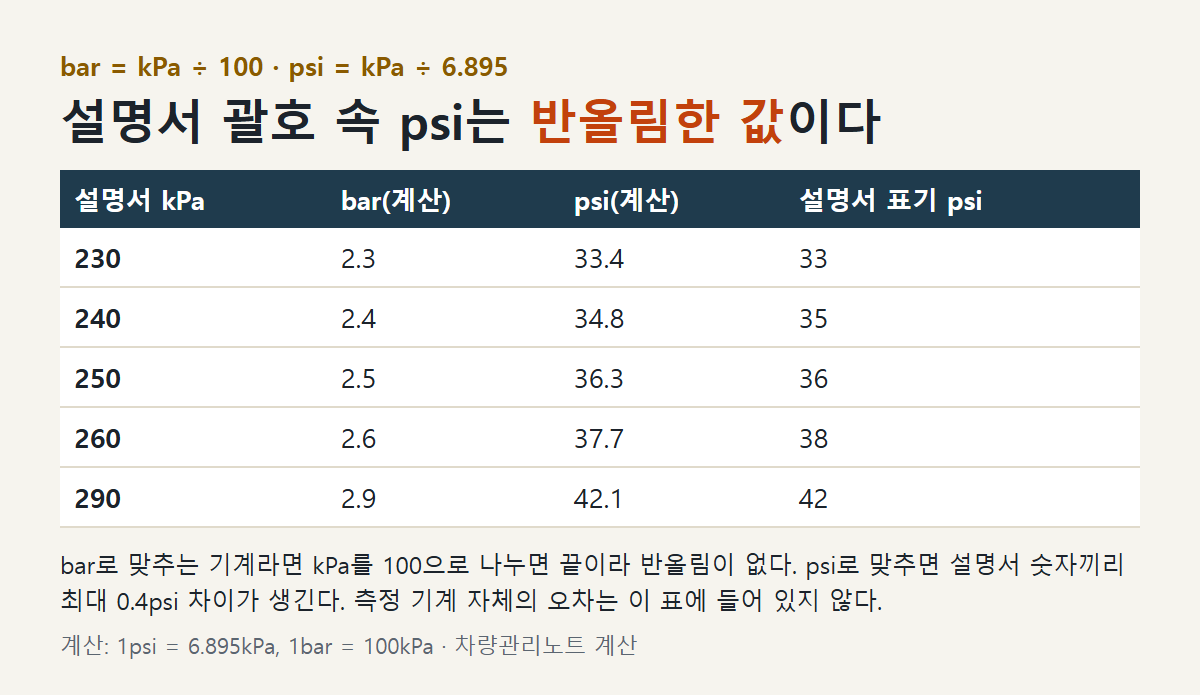 bar = kPa ÷ 100 · psi = kPa ÷ 6.895
설명서 괄호 속 psi는 반올림한 값이다
설명서 kPa bar(계산) psi(계산) 설명서 표기 psi
230 2.3 33.4 33
240 2.4 34.8 35
250 2.5 36.3 36
260 2.6 37.7 38
290 2.9 42.1 42
bar로 맞추는 기계라면 kPa를 100으로 나누면 끝이라 반올림이 없다. psi로 맞추면 설명서 숫자끼리
최대 0.4psi 차이가 생긴다. 측정 기계 자체의 오차는 이 표에 들어 있지 않다.
계산: 1psi = 6.895kPa, 1bar = 100kPa · 차량관리노트 계산